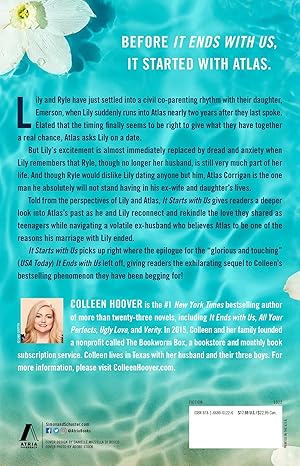 BEFORE IT ENDS WITH US,
IT STARTED WITH ATLAS.
Lily and Ryle have just settled into a civil co-parenting rhythm with their daughter,
Emerson, when Lily suddenly runs into Atlas nearly two years after they last spoke.
Elated that the timing finally seems to be right to give what they have together
a real chance, Atlas asks Lily on a date.
But Lily's excitement is almost immediately replaced by dread and anxiety when
Lily remembers that Ryle, though no longer her husband, is still very much part of her
life. And though Ryle would dislike Lily dating anyone but him, Atlas Corrigan is the one
man he absolutely will not stand having in his ex-wife and daughter's lives.
Told from the perspectives of Lily and Atlas, It Starts with Us gives readers a deeper
look into Atlas's past as he and Lily reconnect and rekindle the love they shared as
teenagers while navigating a volatile ex-husband who believes Atlas to be one of
the reasons his marriage with Lily ended.
It Starts with Us picks up right where the epilogue for the “glorious and touching”
(USA Today) It Ends with Us left off, giving readers the exhilarating sequel to Colleen's
bestselling phenomenon they have been begging for!
COLLEEN HOOVER is the #1 New York Times bestselling author
of more than twenty-three novels, including It Ends with Us, All Your
Perfects, Ugly Love, and Verity. In 2015, Colleen and her family founded
a nonprofit called The Bookworm Box, a bookstore and monthly book
subscription service. Colleen lives in Texas with her husband and their three boys. For
more information, please visit ColleenHoover.com.
FICTION
1022
ATRIA
SimonandSchuster.com
@AtriaBooks
COVER DESIGN BY DANIELLE MAZZELLA DI BOSCO
COVER PHOTO BY ADOBE STOCK